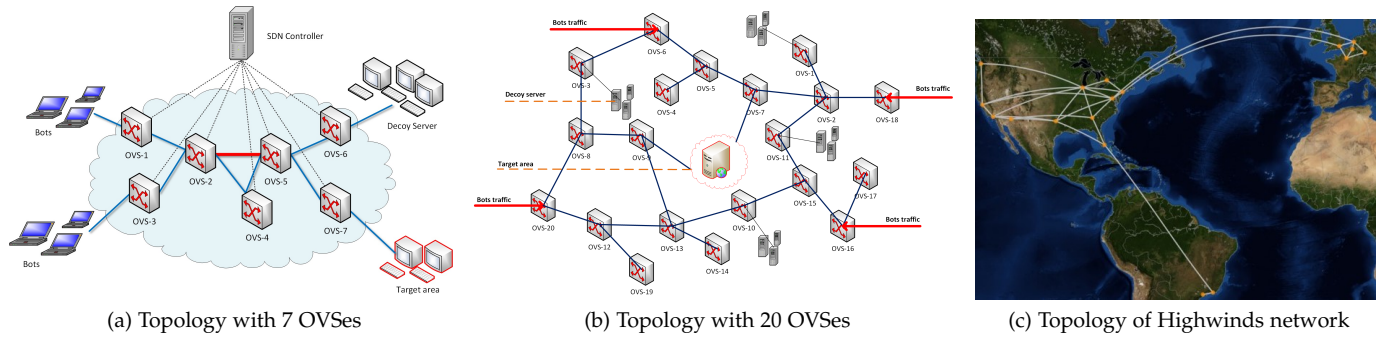 SDN Controller
Bots
Decoy Server
OVS-1
OVS-6
OVS-2
OVS-5
OVS-3
OVS-4
OVS-7
Bots
Target area
(a) Topology with 7 OVSes
Bots traffic
OVS-6
OVS-1
OVS-3
OVS-5
Bots traffic
Decoy server
OVS-4
OVS-7
OVS-2
OVS-18
OVS-8
OVS-9
OVS-11
Target area
OVS-17
OVS-15
Bots traffic
Bots traffic
OVS-20
OVS-12
OVS-13
OVS-10
OVS-16
OVS-14
OVS-19
(b) Topology with 20 OVSes
(c) Topology of Highwinds network